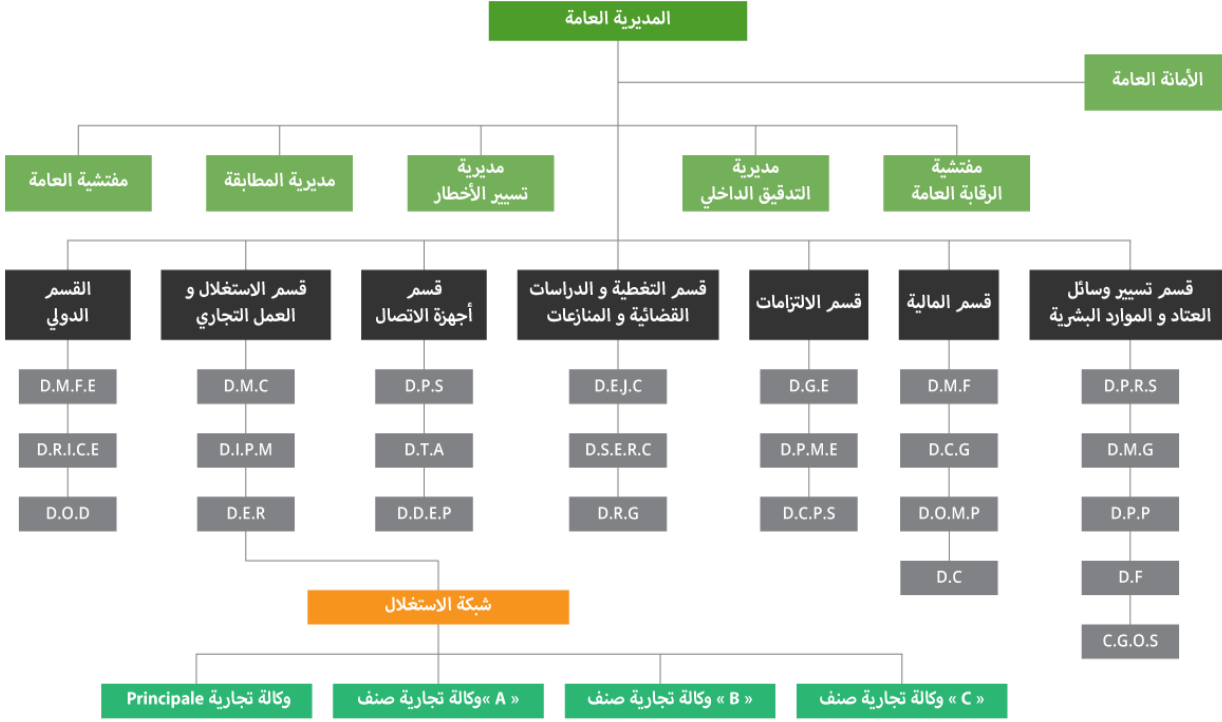 المديرية العامة
الأمانة العامة
مفتشية
الرقابة العامة
مديرية
التدقيق الداخلي
مديرية
تسيير الأخطار
مديرية المطابقة
مفتشية العامة
قسم تسيير وسائل
العتاد و الموارد البشرية
قسم المالية
قسم الالتزامات
قسم التغطية و الدراسات
القضائية و المنازعات
قسم
أجهزة الاتصال
قسم الاستغلال و
العمل التجاري
القسم
الدولي
D.P.R.S
D.M.G
D.P.P
D.F
C.G.O.S
D.M.F
D.C.G
D.O.M.P
D.C
D.G.E
D.P.M.E
D.C.P.S
D.E.J.C
D.S.E.R.C
D.R.G
D.P.S
D.T.A
D.D.E.P
D.M.C
D.I.P.M
D.E.R
D.M.F.E
D.R.I.C.E
D.O.D
شبكة الاستغلال
وكالة تجارية صنف « C »
وكالة تجارية صنف « B »
وكالة تجارية صنف« A »
وكالة تجارية Principale